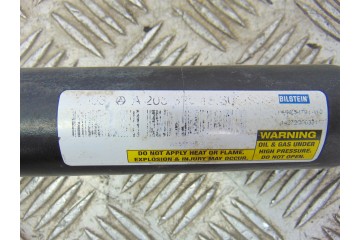 A 203
BILSTEIN
WARNING
OIL & GAS UNDER
HIGH PRESSURE.
DO NOT OPEN.
DO NOT APPLY HEAT OR FLAME.
EXPLOSION & INJURY MAY OCCUR.